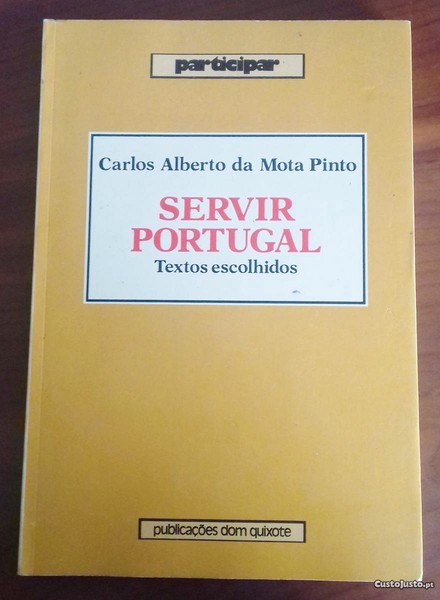 participar
Carlos Alberto da Mota Pinto
SERVIR
PORTUGAL
Textos escolhidos
publicações dom quixote
CustoJusto.pt